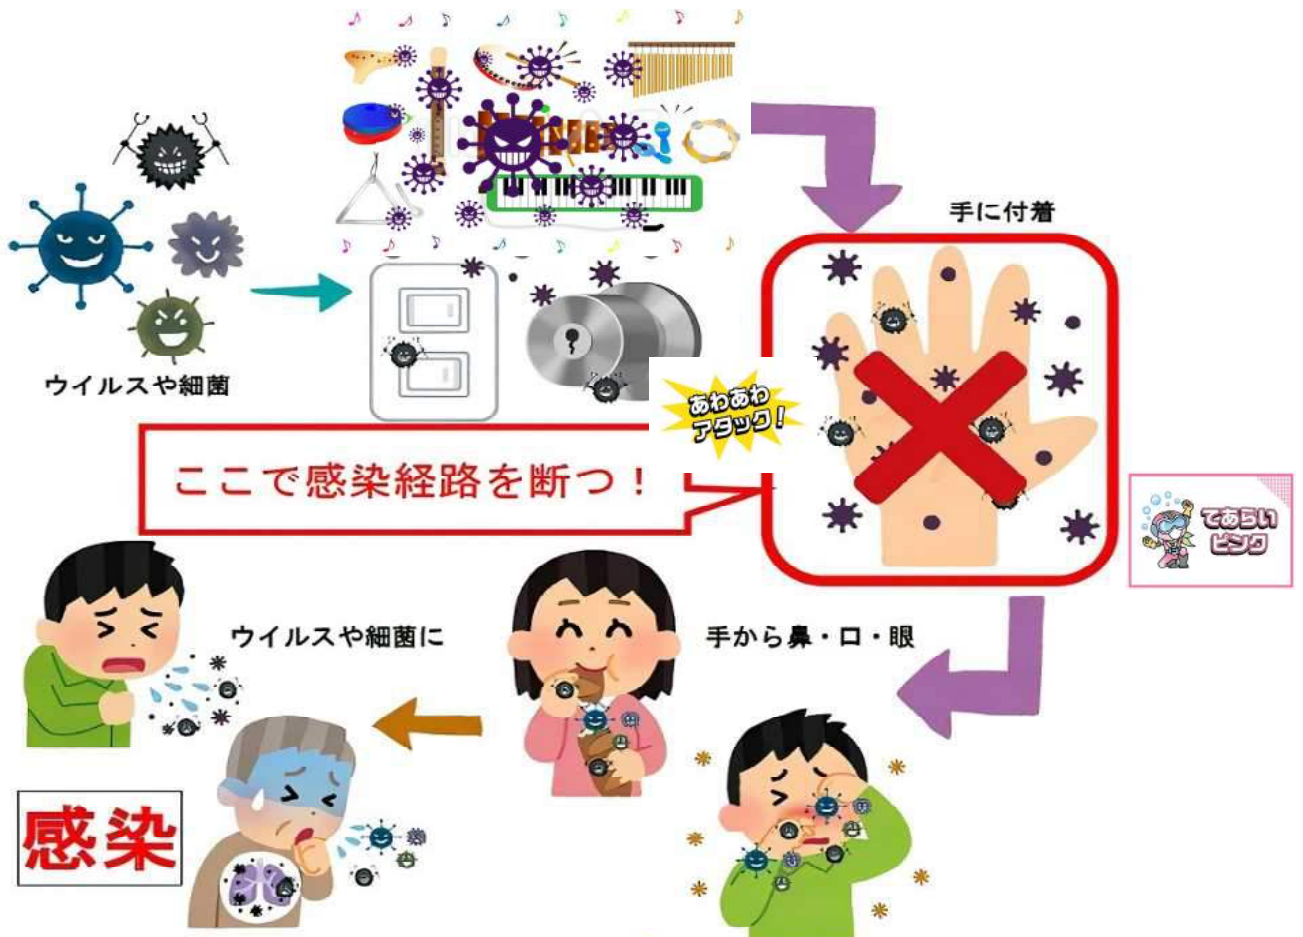 手に付着
ウイルスや細菌
あわあわ
アタック!
ここで感染経路を断つ!
てあらい
ピンク
ウイルスや細菌に
手から鼻・口・眼
感染